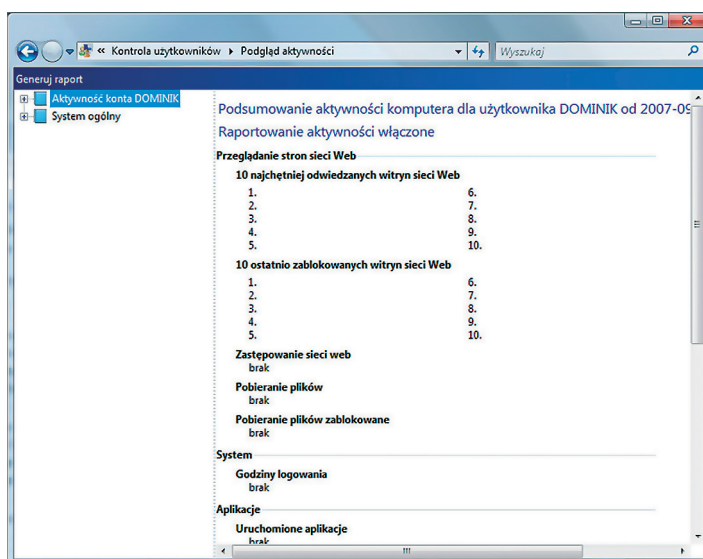 « Kontrola użytkowników ▸ Podgląd aktywności
Wyszukaj
Generuj raport
Aktywność konta DOMINIK
System ogólny
Podsumowanie aktywności komputera dla użytkownika DOMINIK od 2007-09
Raportowanie aktywności włączone
Przeglądanie stron sieci Web
10 najchętniej odwiedzanych witryn sieci Web
1. 6.
2. 7.
3. 8.
4. 9.
5. 10.
10 ostatnio zablokowanych witryn sieci Web
1. 6.
2. 7.
3. 8.
4. 9.
5. 10.
Zastępowanie sieci web
brak
Pobieranie plików
brak
Pobieranie plików zablokowane
brak
System
Godziny logowania
brak
Aplikacje
Uruchomione aplikacje
brak